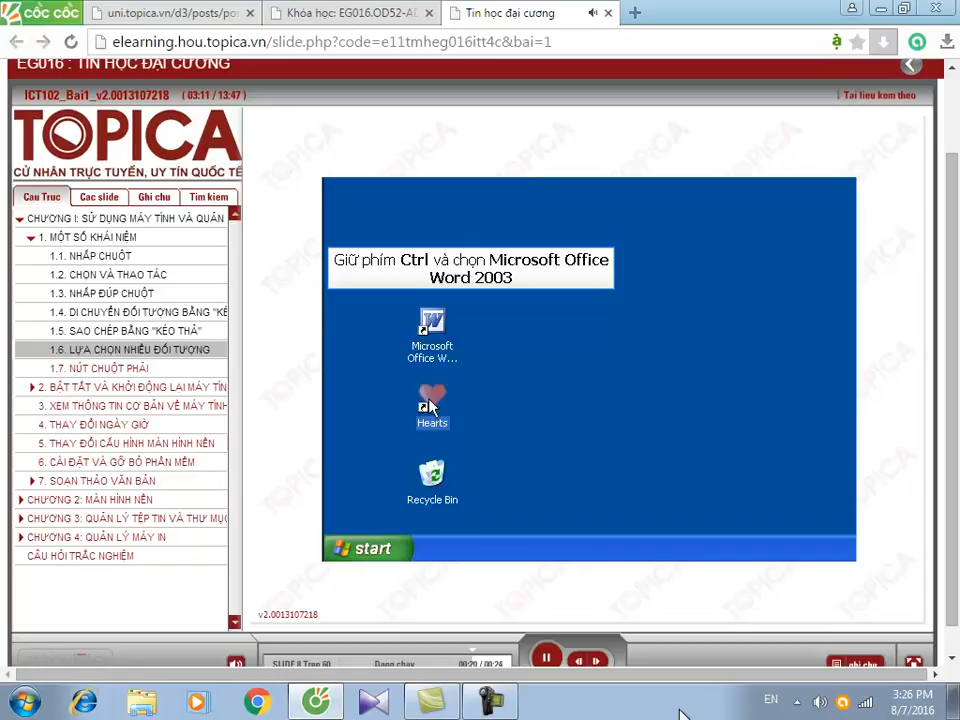 cốc cốc
uni.topica.vn/d3/posts/po
Khóa học: EG016.OD52-AD
Tin học đại cương
elearning.hou.topica.vn/slide.php?code=e11tmheg016itt4c&bai=1
EG016 : TIN HỌC ĐẠI CƯƠNG
ICT102_Bai1_v2.0013107218 ( 03:11 / 13:47 )
Tai lieu kem theo
TOPICA
CỬ NHÂN TRỰC TUYẾN, UY TÍN QUỐC TẾ
Cau Truc
Cac slide
Ghi chu
Tim kiem
CHƯƠNG I: SỬ DỤNG MÁY TÍNH VÀ QUẢN
1. MỘT SỐ KHÁI NIỆM
1.1. NHẤP CHUỘT
1.2. CHỌN VÀ THAO TÁC
1.3. NHẤP ĐÚP CHUỘT
1.4. DI CHUYỂN ĐỐI TƯỢNG BẰNG "KÉ
1.5. SAO CHÉP BẰNG "KÉO THẢ"
1.6. LỰA CHỌN NHIỀU ĐỐI TƯỢNG
1.7. NÚT CHUỘT PHẢI
2. BẬT TẮT VÀ KHỞI ĐỘNG LẠI MÁY TÍN
3. XEM THÔNG TIN CƠ BẢN VỀ MÁY TÍNH
4. THAY ĐỔI NGÀY GIỜ
5. THAY ĐỔI CẤU HÌNH MÀN HÌNH NỀN
6. CÀI ĐẶT VÀ GỠ BỎ PHẦN MỀM
7. SOẠN THẢO VĂN BẢN
CHƯƠNG 2: MÀN HÌNH NỀN
CHƯƠNG 3: QUẢN LÝ TỆP TIN VÀ THƯ MỤC
CHƯƠNG 4: QUẢN LÝ MÁY IN
CÂU HỎI TRẮC NGHIỆM
Giữ phím Ctrl và chọn Microsoft Office
Word 2003
Microsoft
Office W...
Hearts
Recycle Bin
start
v2.0013107218
SLIDE 8 Tren 60
Dang chay
00:20 / 00:24
ghi chu
EN
3:26 PM
8/7/2016